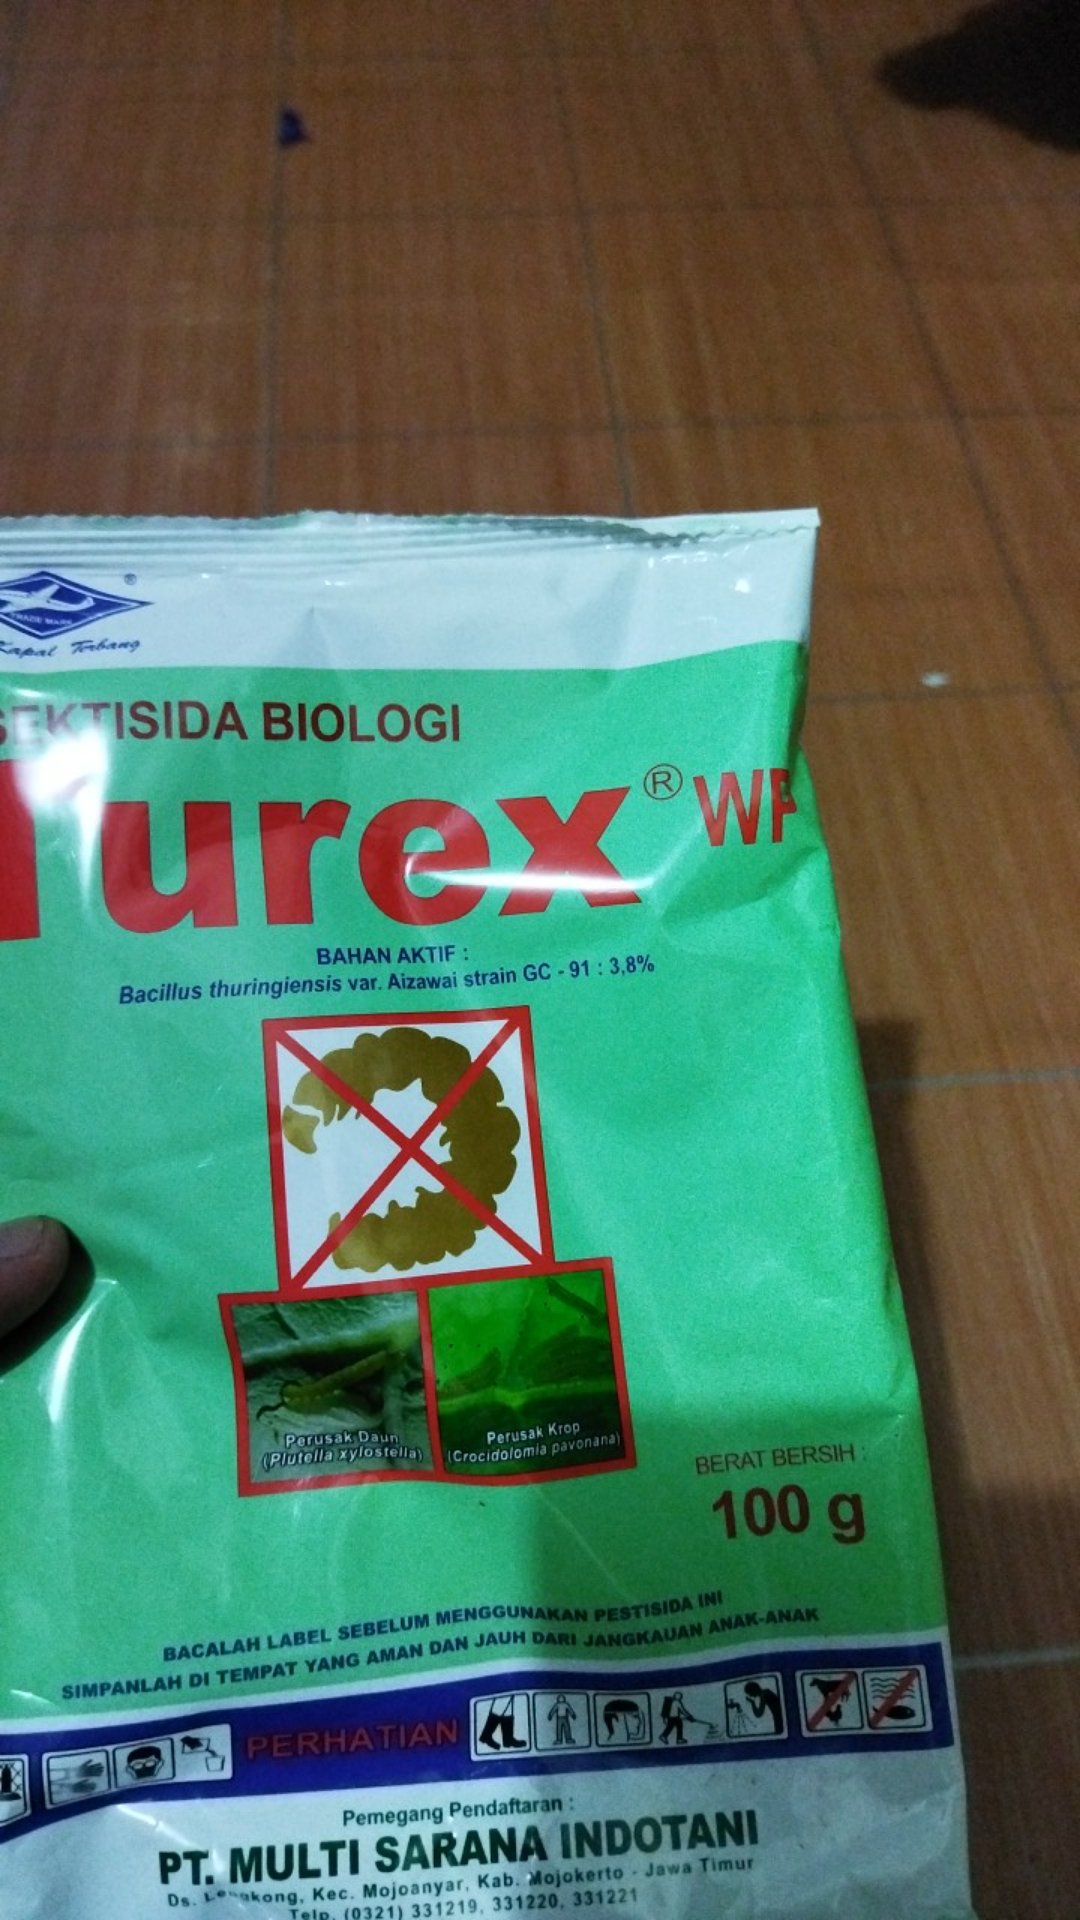 ®
TRADE MARK
Kapal Terbang
SEKTISIDA BIOLOGI
Turex® WP
BAHAN AKTIF :
Bacillus thuringiensis var. Aizawai strain GC - 91 : 3,8%
Perusak Daun
(Plutella xylostella)
Perusak Krop
(Crocidolomia pavonana)
BERAT BERSIH :
100 g
BACALAH LABEL SEBELUM MENGGUNAKAN PESTISIDA INI
SIMPANLAH DI TEMPAT YANG AMAN DAN JAUH DARI JANGKAUAN ANAK-ANAK
PERHATIAN
Pemegang Pendaftaran :
PT. MULTI SARANA INDOTANI
Ds. Kec. Mojoanyar, Kab. Mojokerto - Jawa Timur
Telp. (0321) 331219, 331220, 331221